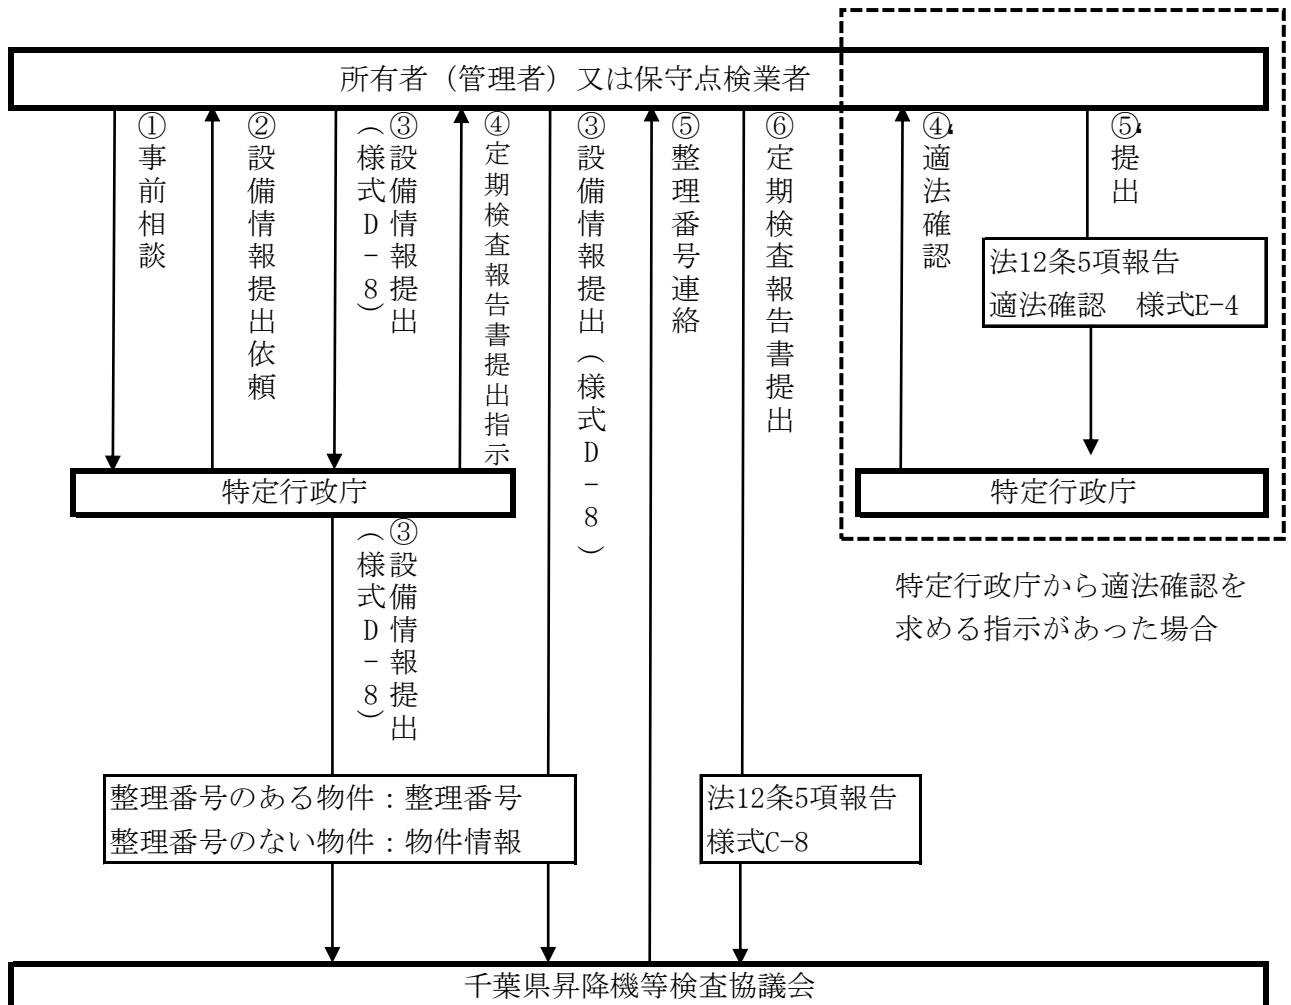 所有者（管理者）又は保守点検業者
①事前相談
②設備情報提出依頼
③設備情報提出
（様式D-8）
④定期検査報告書提出指示
③設備情報提出（様式D-8）
⑤整理番号連絡
⑥定期検査報告書提出
④'適法確認
⑤'提出
法12条5項報告
適法確認　様式E-4
特定行政庁
特定行政庁
③設備情報提出
（様式D-8）
特定行政庁から適法確認を
求める指示があった場合
整理番号のある物件：整理番号
整理番号のない物件：物件情報
法12条5項報告
様式C-8
千葉県昇降機等検査協議会